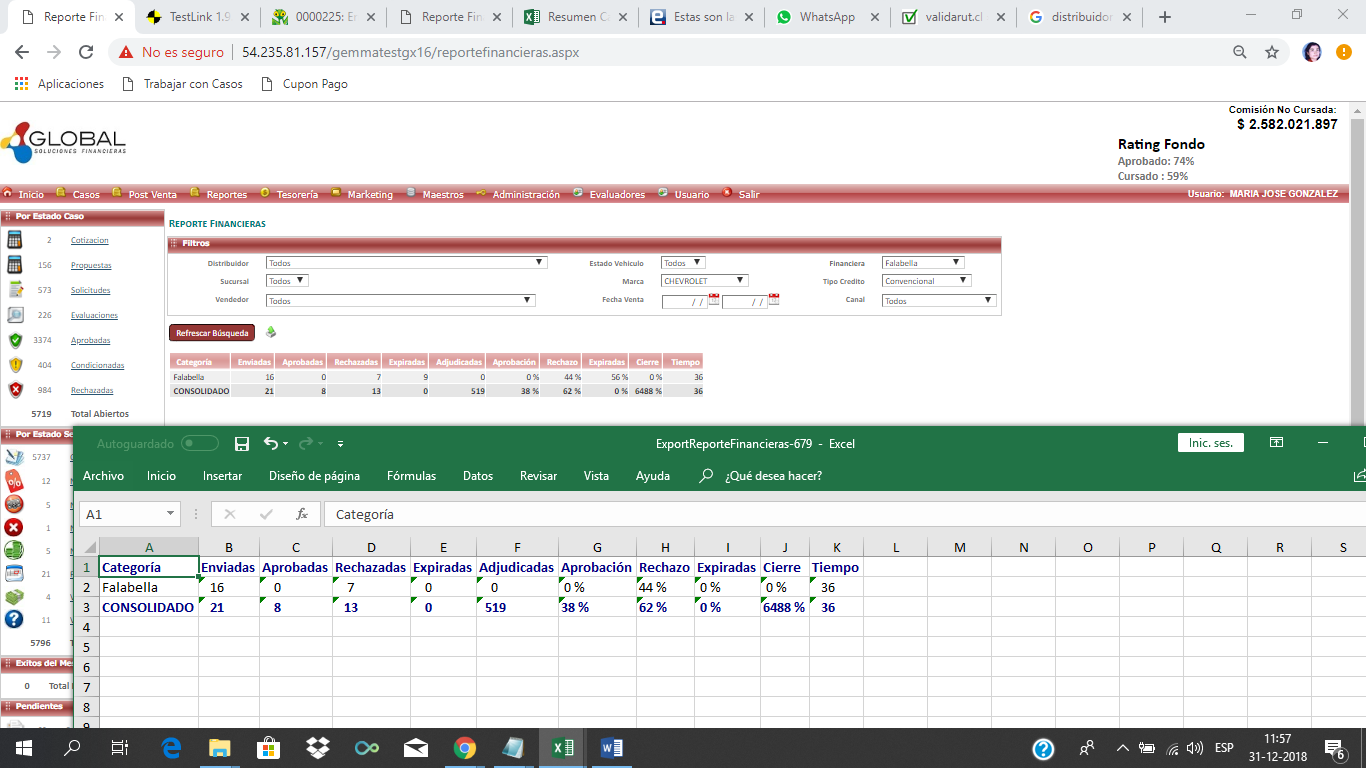 Reporte Fin
TestLink 1.9
0000225: E
Reporte Fin
Resumen C
Estas son la
WhatsApp
validarut.cl
distribuidor
No es seguro | 54.235.81.157/gemmatestgx16/reportefinancieras.aspx
Aplicaciones Trabajar con Casos Cupon Pago
Comisión No Cursada:
$ 2.582.021.897
GLOBAL
SOLUCIONES FINANCIERAS
Rating Fondo
Aprobado: 74%
Cursado : 59%
Inicio Casos Post Venta Reportes Tesorería Marketing Maestros Administración Evaluadores Usuario Salir Usuario: MARIA JOSE GONZALEZ
Por Estado Caso
2 Cotizacion
156 Propuestas
573 Solicitudes
226 Evaluaciones
3374 Aprobadas
404 Condicionadas
984 Rechazadas
5719 Total Abiertos
REPORTE FINANCIERAS
Filtros
Distribuidor Todos Estado Vehículo Todos Financiera Falabella
Sucursal Todos Marca CHEVROLET Tipo Credito Convencional
Vendedor Todos Fecha Venta / / / / Canal Todos
Refrescar Búsqueda
Categoría Enviadas Aprobadas Rechazadas Expiradas Adjudicadas Aprobación Rechazo Expiradas Cierre Tiempo
Falabella 16 0 7 9 0 0 % 44 % 56 % 0 % 36
CONSOLIDADO 21 8 13 0 519 38 % 62 % 0 % 6488 % 36
Por Estado Se
5737
12
5
1
5
21
4
11
5796
Exitos del Me
0 Total
Pendientes
Autoguardado ExportReporteFinancieras-679 - Excel Inic. ses.
Archivo Inicio Insertar Diseño de página Fórmulas Datos Revisar Vista Ayuda ¿Qué desea hacer?
A1 fx Categoría
A B C D E F G H I J K L M N O P Q R S
1 Categoría Enviadas Aprobadas Rechazadas Expiradas Adjudicadas Aprobación Rechazo Expiradas Cierre Tiempo
2 Falabella 16 0 7 0 0 0 % 44 % 0 % 0 % 36
3 CONSOLIDADO 21 8 13 0 519 38 % 62 % 0 % 6488 % 36
4
5
6
7
8
9
ESP
11:57
31-12-2018
6